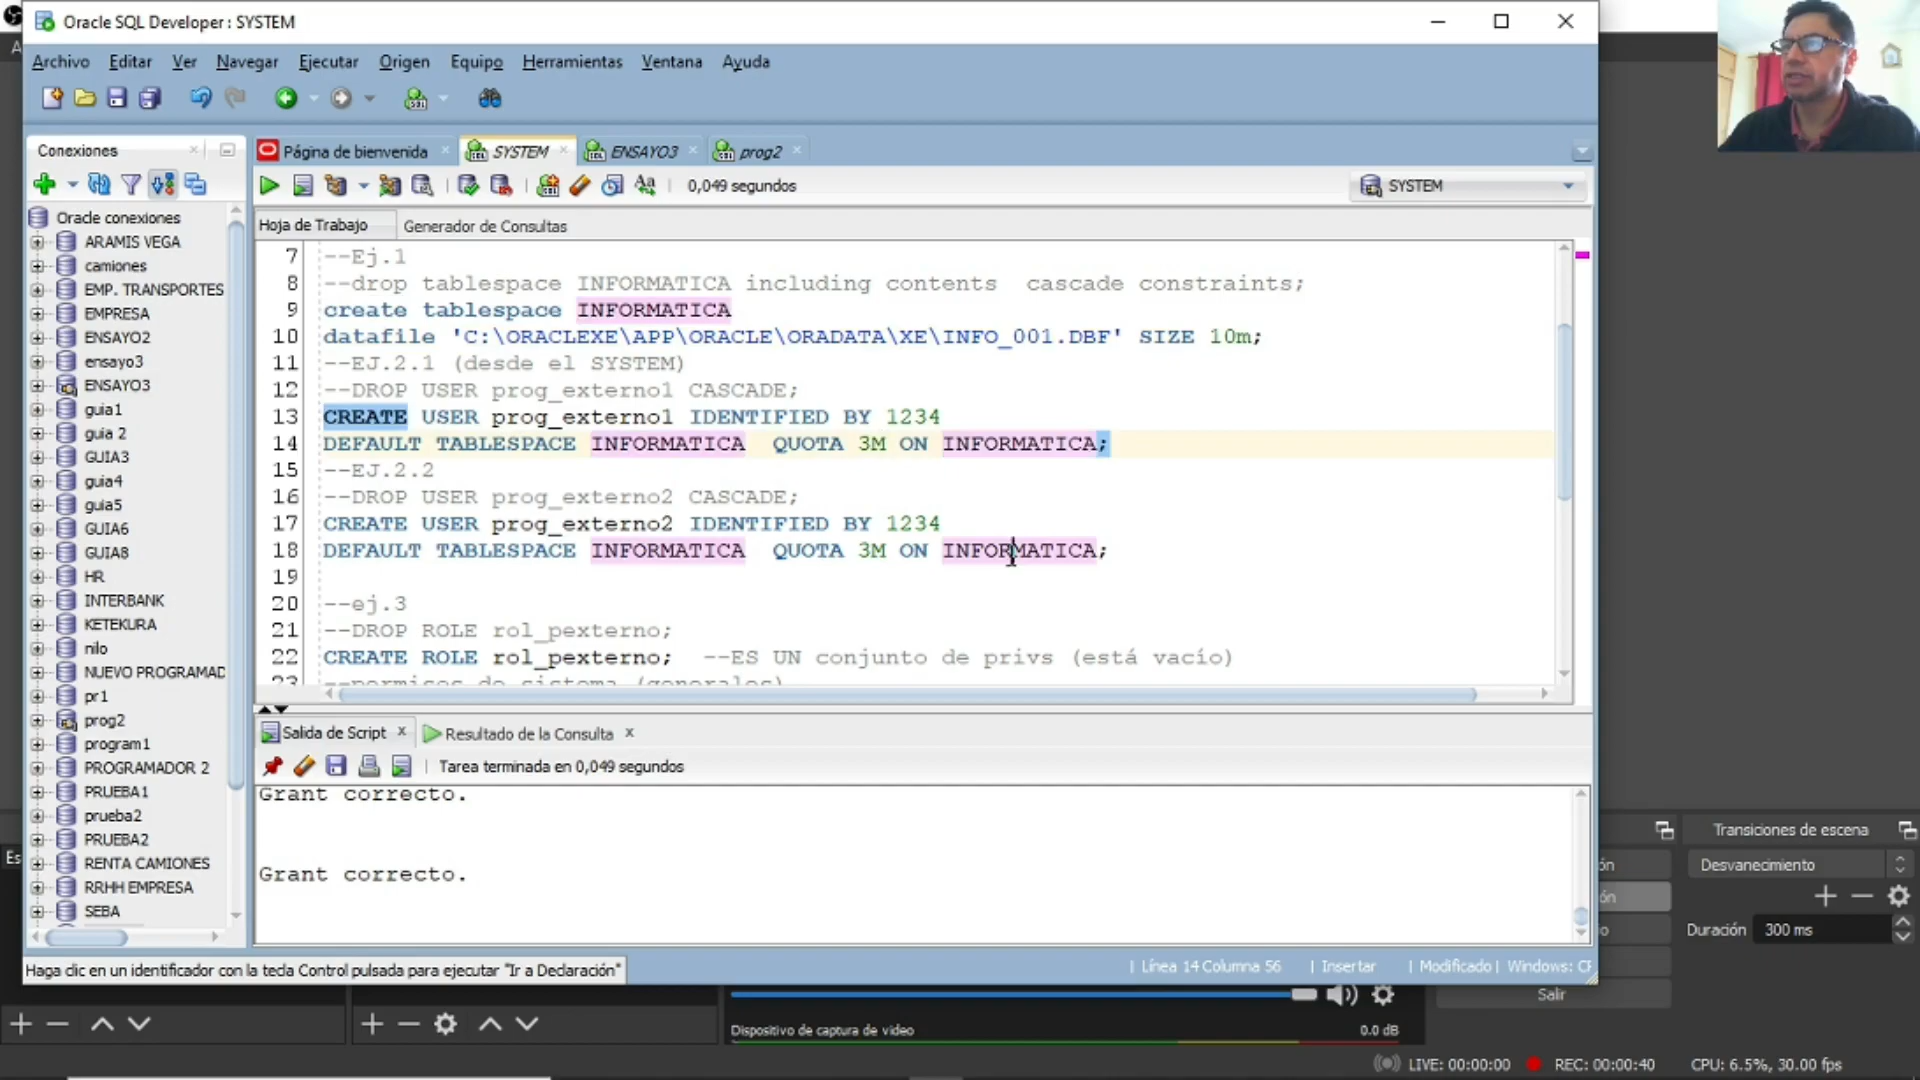 Oracle SQL Developer : SYSTEM
Archivo Editar Ver Navegar Ejecutar Origen Equipo Herramientas Ventana Ayuda
Conexiones
Página de bienvenida SYSTEM ENSAYO3 prog2
0,049 segundos
SYSTEM
Hoja de Trabajo Generador de Consultas
Oracle conexiones
ARAMIS VEGA
camiones
EMP. TRANSPORTES
EMPRESA
ENSAYO2
ensayo3
ENSAYO3
guia1
guia 2
GUIA3
guia4
guia5
GUIA6
GUIA8
HR
INTERBANK
KETEKURA
nilo
NUEVO PROGRAMAD
pr1
prog2
program1
PROGRAMADOR 2
PRUEBA1
prueba2
PRUEBA2
RENTA CAMIONES
RRHH EMPRESA
SEBA
7 --Ej.1
8 --drop tablespace INFORMATICA including contents  cascade constraints;
9 create tablespace INFORMATICA
10 datafile 'C:\ORACLEXE\APP\ORACLE\ORADATA\XE\INFO_001.DBF' SIZE 10m;
11 --EJ.2.1 (desde el SYSTEM)
12 --DROP USER prog_externo1 CASCADE;
13 CREATE USER prog_externo1 IDENTIFIED BY 1234
14 DEFAULT TABLESPACE INFORMATICA  QUOTA 3M ON INFORMATICA;
15 --EJ.2.2
16 --DROP USER prog_externo2 CASCADE;
17 CREATE USER prog_externo2 IDENTIFIED BY 1234
18 DEFAULT TABLESPACE INFORMATICA  QUOTA 3M ON INFORMATICA;
19
20 --ej.3
21 --DROP ROLE rol_pexterno;
22 CREATE ROLE rol_pexterno;  --ES UN conjunto de privs (está vacío)
23 --permisos de sistema (generales)
Salida de Script Resultado de la Consulta
Tarea terminada en 0,049 segundos
Grant correcto.
Grant correcto.
Haga clic en un identificador con la tecla Control pulsada para ejecutar "Ir a Declaración"
Línea 14 Columna 56 Insertar Modificado Windows: CR
Transiciones de escena
Desvanecimiento
Duración 300 ms
Salir
Dispositivo de captura de video 0.0 dB
LIVE: 00:00:00 REC: 00:00:40 CPU: 6.5%, 30.00 fps